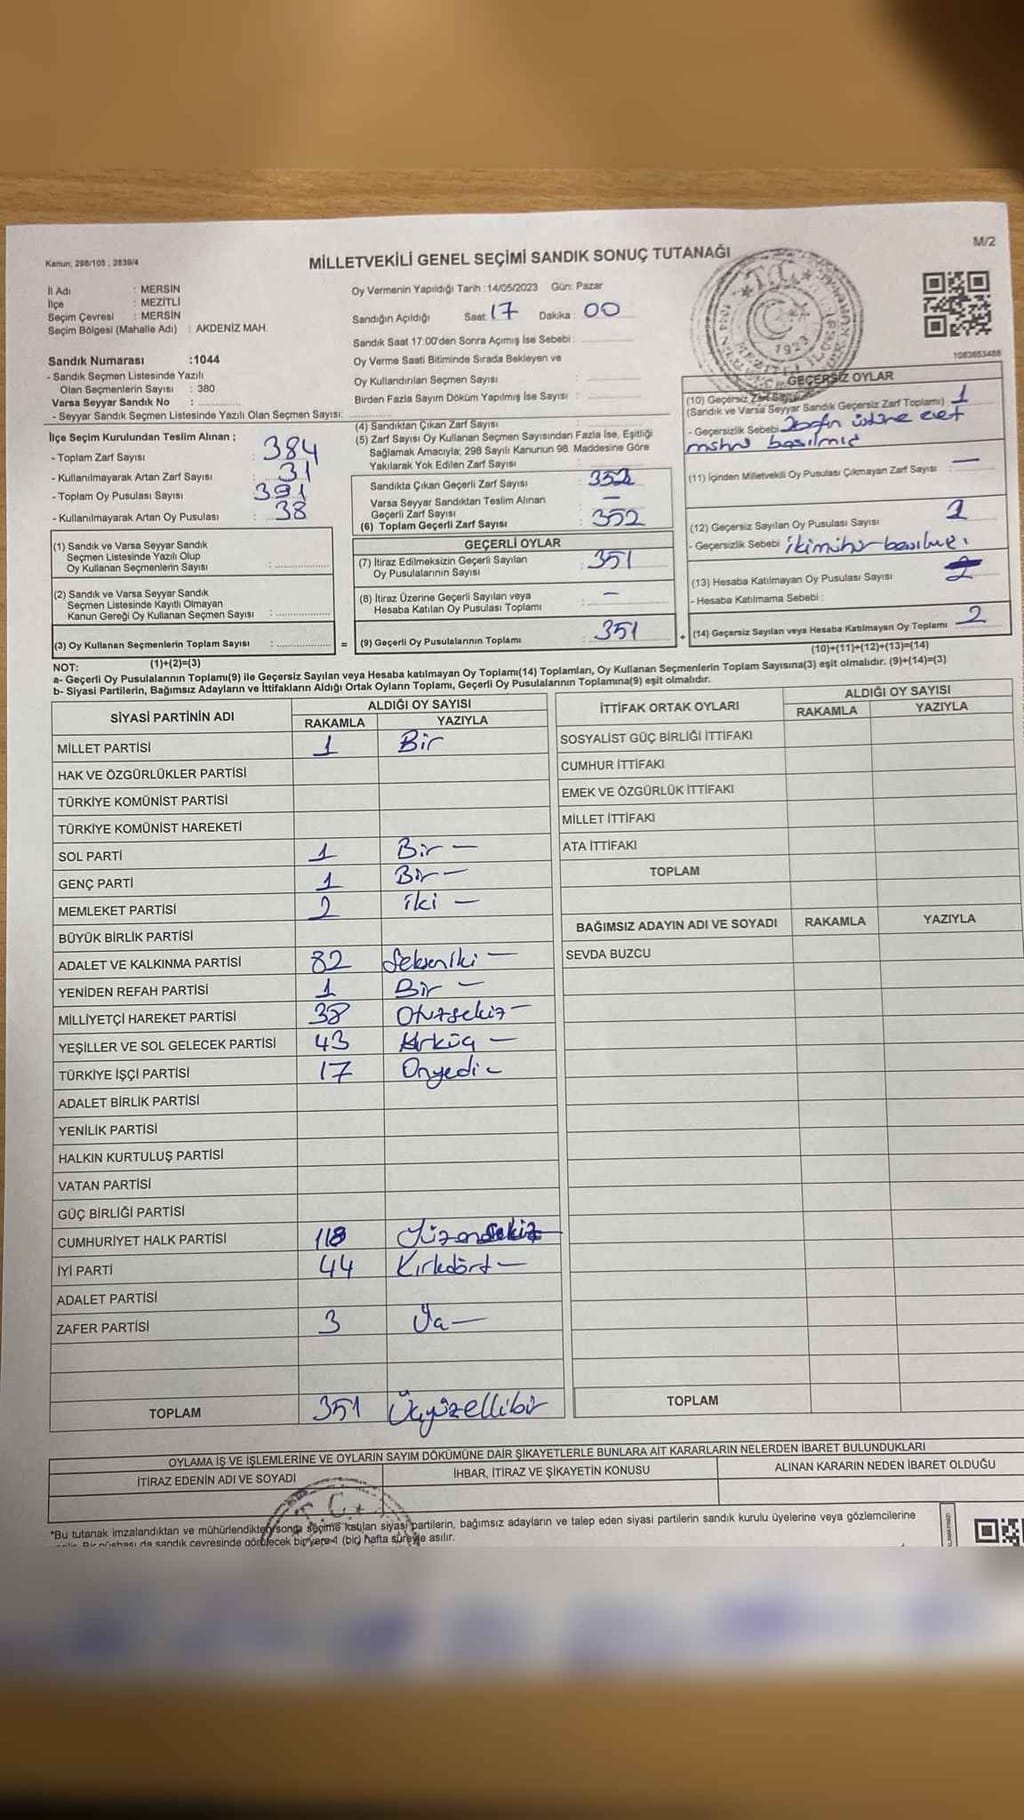 M/2
Kanun; 298/105 , 2839/4
MİLLETVEKİLİ GENEL SEÇİMİ SANDIK SONUÇ TUTANAĞI
İl Adı : MERSİN
İlçe : MEZİTLİ
Seçim Çevresi : MERSİN
Seçim Bölgesi (Mahalle Adı) : AKDENİZ MAH.
Sandık Numarası :1044
- Sandık Seçmen Listesinde Yazılı
Olan Seçmenlerin Sayısı : 380
Varsa Seyyar Sandık No :
- Seyyar Sandık Seçmen Listesinde Yazılı Olan Seçmen Sayısı:
Oy Vermenin Yapıldığı Tarih :14/05/2023 Gün: Pazar
Sandığın Açıldığı Saat 17 Dakika 00
Sandık Saat 17:00'den Sonra Açımış İse Sebebi :
Oy Verme Saati Bitiminde Sırada Bekleyen ve
Oy Kullandırılan Seçmen Sayısı :
Birden Fazla Sayım Döküm Yapılmış İse Sayısı :
1083653488
İlçe Seçim Kurulundan Teslim Alınan ;
- Toplam Zarf Sayısı : 384
- Kullanılmayarak Artan Zarf Sayısı : 31
- Toplam Oy Pusulası Sayısı : 391
- Kullanılmayarak Artan Oy Pusulası : 38
(1) Sandık ve Varsa Seyyar Sandık
Seçmen Listesinde Yazılı Olup
Oy Kullanan Seçmenlerin Sayısı :
(2) Sandık ve Varsa Seyyar Sandık
Seçmen Listesinde Kayıtlı Olmayan
Kanun Gereği Oy Kullanan Seçmen Sayısı :
(3) Oy Kullanan Seçmenlerin Toplam Sayısı : =
(1)+(2)=(3)
(4) Sandıktan Çıkan Zarf Sayısı :
(5) Zarf Sayısı Oy Kullanan Seçmen Sayısından Fazla İse, Eşitliği
Sağlamak Amacıyla; 298 Sayılı Kanunun 98. Maddesine Göre
Yakılarak Yok Edilen Zarf Sayısı :
Sandıkta Çıkan Geçerli Zarf Sayısı : 352
Varsa Seyyar Sandıktan Teslim Alınan
Geçerli Zarf Sayısı : —
(6) Toplam Geçerli Zarf Sayısı : 352
GEÇERLİ OYLAR
(7) İtiraz Edilmeksizin Geçerli Sayılan
Oy Pusulalarının Sayısı : 351
(8) İtiraz Üzerine Geçerli Sayılan veya
Hesaba Katılan Oy Pusulası Toplamı : —
(9) Geçerli Oy Pusulalarının Toplamı : 351 +
GEÇERSİZ OYLAR
(10) Geçersiz Zarf Sayısı
(Sandık ve Varsa Seyyar Sandık Geçersiz Zarf Toplamı) 1
- Geçersizlik Sebebi Zarfın üstüne evet
mührü basılmış
(11) İçinden Milletvekili Oy Pusulası Çıkmayan Zarf Sayısı : —
(12) Geçersiz Sayılan Oy Pusulası Sayısı : 1
- Geçersizlik Sebebi iki mühür basılmış
(13) Hesaba Katılmayan Oy Pusulası Sayısı :
- Hesaba Katılmama Sebebi :
(14) Geçersiz Sayılan veya Hesaba Katılmayan Oy Toplamı : 2
(10)+(11)+(12)+(13)=(14)
NOT:
a- Geçerli Oy Pusulalarının Toplamı(9) ile Geçersiz Sayılan veya Hesaba katılmayan Oy Toplamı(14) Toplamları, Oy Kullanan Seçmenlerin Toplam Sayısına(3) eşit olmalıdır. (9)+(14)=(3)
b- Siyasi Partilerin, Bağımsız Adayların ve İttifakların Aldığı Ortak Oyların Toplamı, Geçerli Oy Pusulalarının Toplamına(9) eşit olmalıdır.
SİYASİ PARTİNİN ADI ALDIĞI OY SAYISI
RAKAMLA YAZIYLA
MİLLET PARTİSİ 1 Bir
HAK VE ÖZGÜRLÜKLER PARTİSİ
TÜRKİYE KOMÜNİST PARTİSİ
TÜRKİYE KOMÜNİST HAREKETİ
SOL PARTİ 1 Bir —
GENÇ PARTİ 1 Bir —
MEMLEKET PARTİSİ 2 iki —
BÜYÜK BİRLİK PARTİSİ
ADALET VE KALKINMA PARTİSİ 82 Sekseniki —
YENİDEN REFAH PARTİSİ 1 Bir —
MİLLİYETÇİ HAREKET PARTİSİ 38 Otuzsekiz —
YEŞİLLER VE SOL GELECEK PARTİSİ 43 Kırküç —
TÜRKİYE İŞÇİ PARTİSİ 17 Onyedi —
ADALET BİRLİK PARTİSİ
YENİLİK PARTİSİ
HALKIN KURTULUŞ PARTİSİ
VATAN PARTİSİ
GÜÇ BİRLİĞİ PARTİSİ
CUMHURİYET HALK PARTİSİ 118 Yüzonsekiz
İYİ PARTİ 44 Kırkdört —
ADALET PARTİSİ
ZAFER PARTİSİ 3 Üç —
TOPLAM 351 Üçyüzellibir
İTTİFAK ORTAK OYLARI ALDIĞI OY SAYISI
RAKAMLA YAZIYLA
SOSYALİST GÜÇ BİRLİĞİ İTTİFAKI
CUMHUR İTTİFAKI
EMEK VE ÖZGÜRLÜK İTTİFAKI
MİLLET İTTİFAKI
ATA İTTİFAKI
TOPLAM
BAĞIMSIZ ADAYIN ADI VE SOYADI RAKAMLA YAZIYLA
SEVDA BUZCU
TOPLAM
OYLAMA İŞ VE İŞLEMLERİNE VE OYLARIN SAYIM DÖKÜMÜNE DAİR ŞİKAYETLERLE BUNLARA AİT KARARLARIN NELERDEN İBARET BULUNDUKLARI
İTİRAZ EDENİN ADI VE SOYADI İHBAR, İTİRAZ VE ŞİKAYETİN KONUSU ALINAN KARARIN NEDEN İBARET OLDUĞU
T.C.
*Bu tutanak imzalandıktan ve mühürlendikten sonra seçime katılan siyasi partilerin, bağımsız adayların ve talep eden siyasi partilerin sandık kurulu üyelerine veya gözlemcilerine
Bir nüshası da sandık çevresinde görülecek bir yere 1 (bir) hafta süreyle asılır.